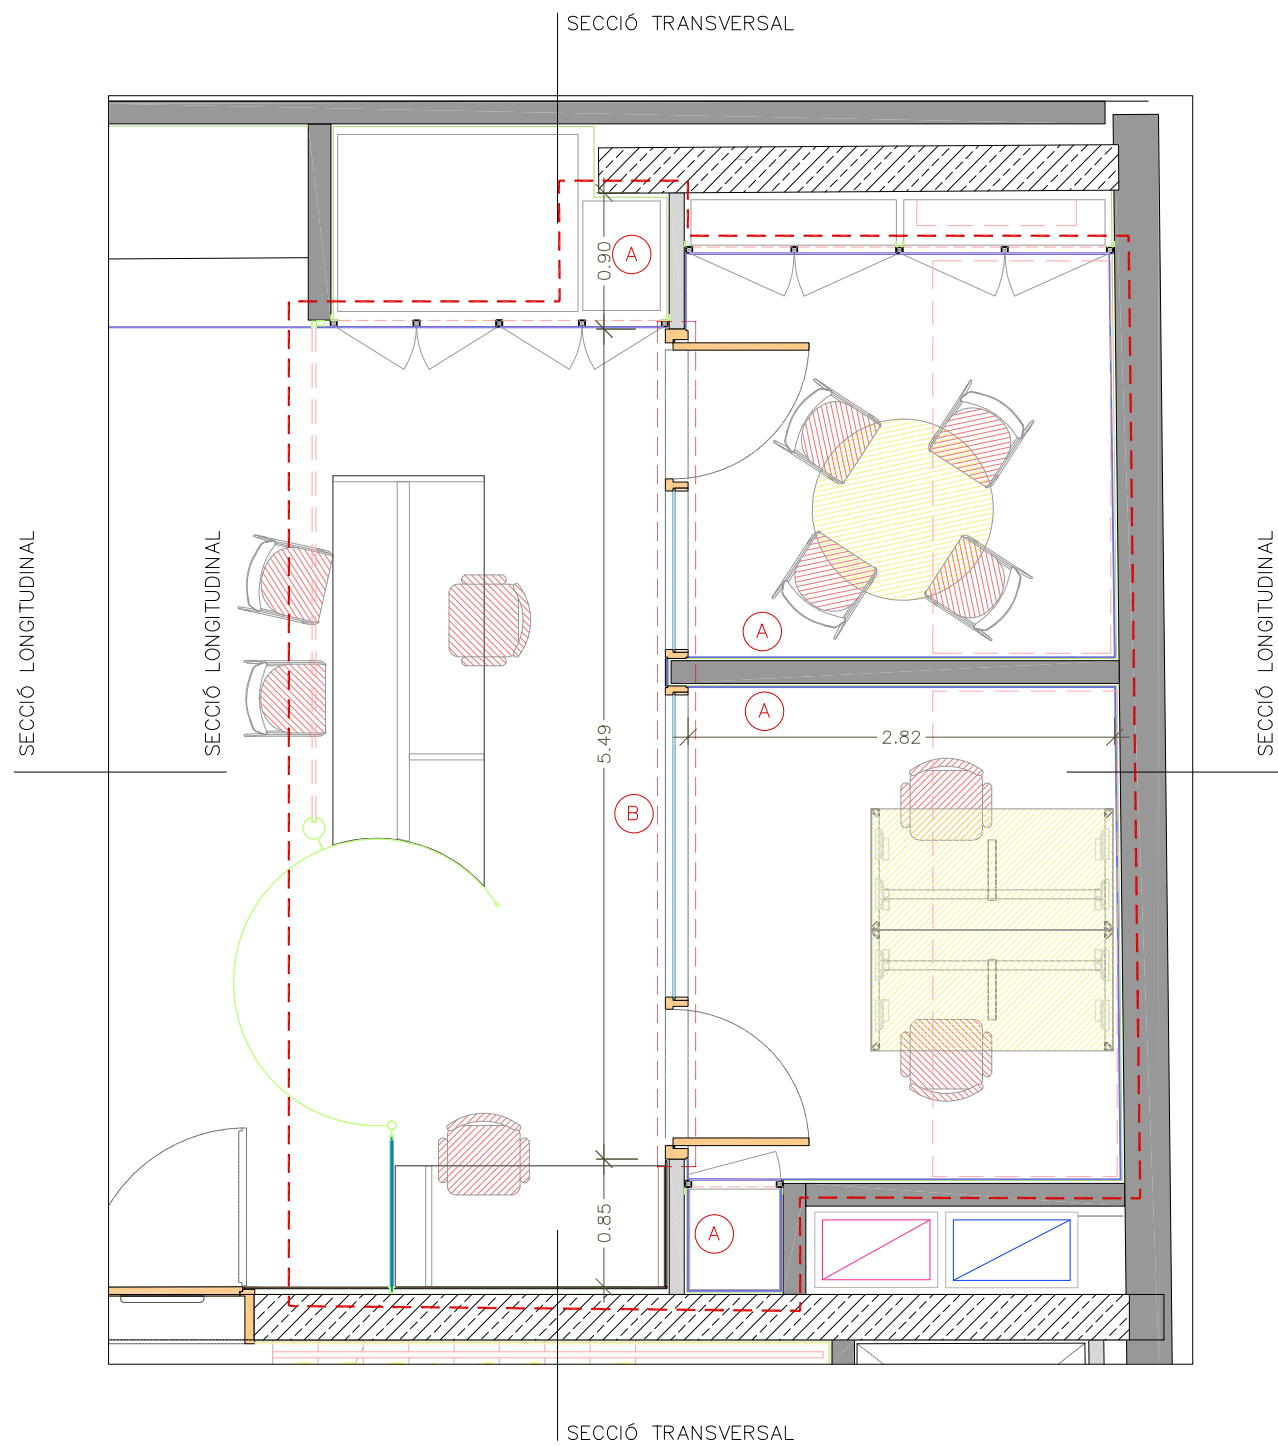 SECCIÓ TRANSVERSAL
0.90
A
SECCIÓ LONGITUDINAL
SECCIÓ LONGITUDINAL
SECCIÓ LONGITUDINAL
A
A
5.49
2.82
B
0.85
A
SECCIÓ TRANSVERSAL